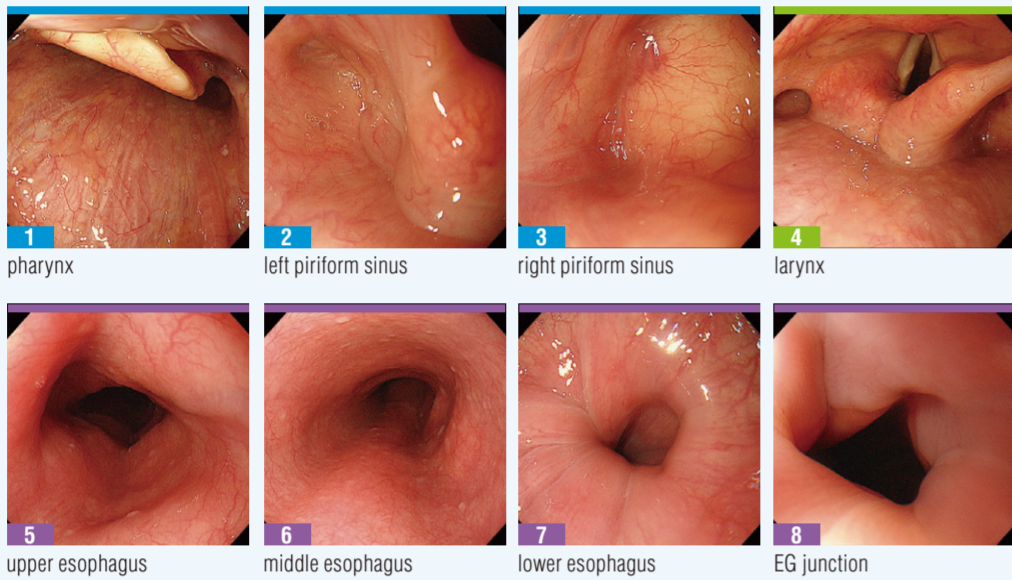 1
pharynx
2
left piriform sinus
3
right piriform sinus
4
larynx
5
upper esophagus
6
middle esophagus
7
lower esophagus
8
EG junction